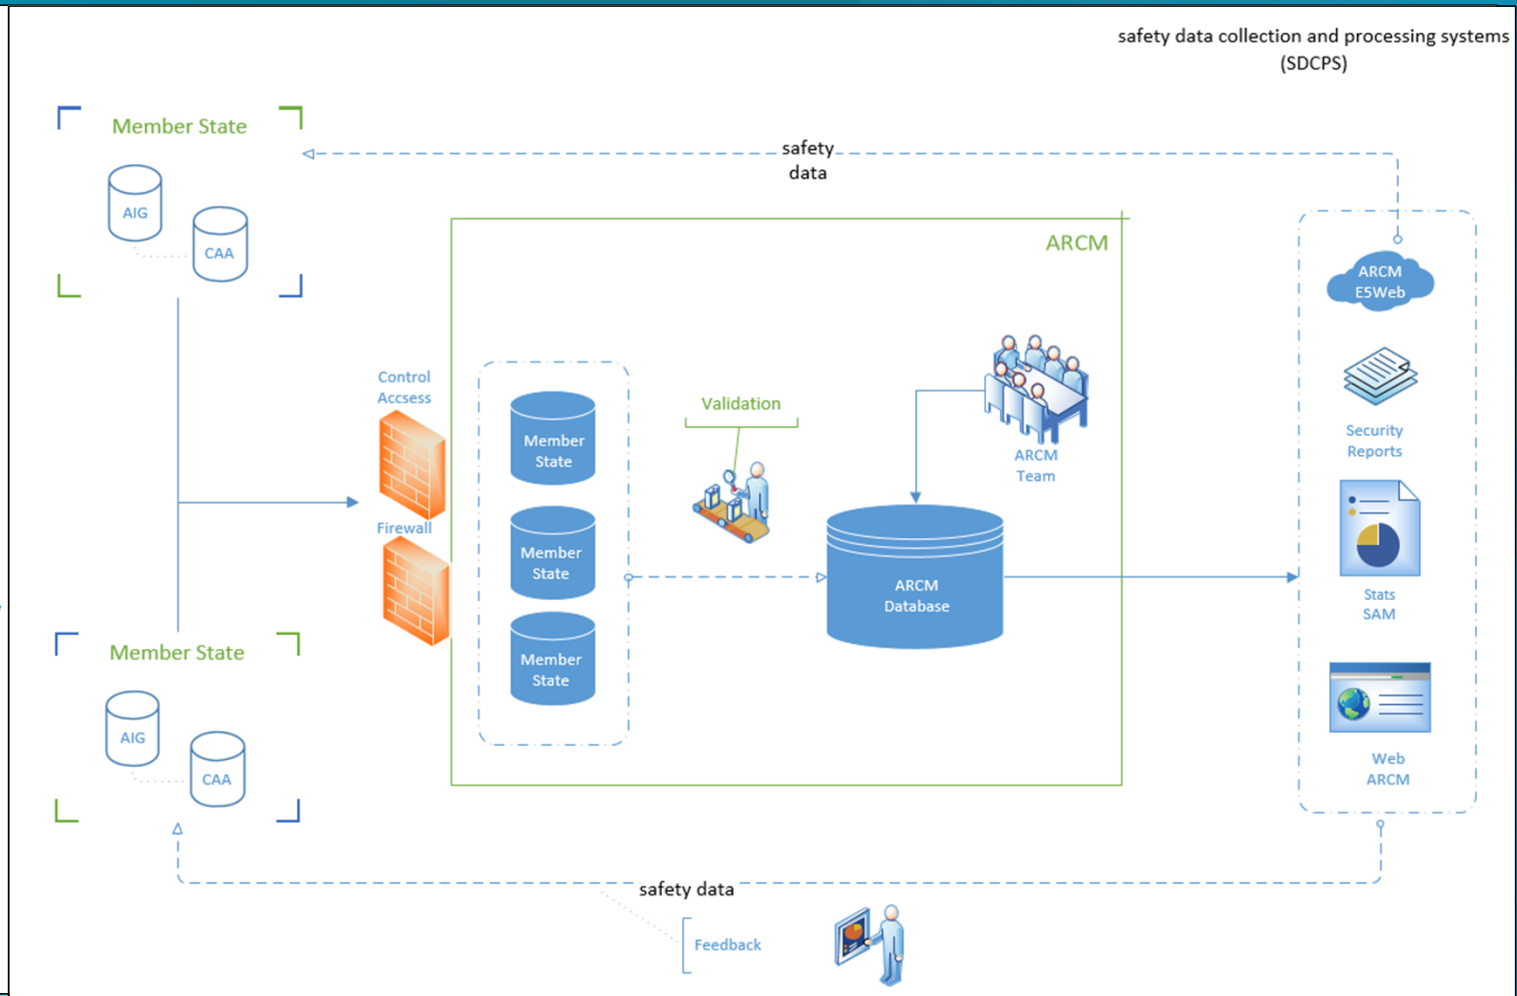 safety data collection and processing systems
(SDCPS)
Member State
AIG
CAA
safety
data
ARCM
ARCM
E5Web
Control
Accsess
Firewall
Member
State
Member
State
Member
State
Validation
ARCM
Team
ARCM
Database
Security
Reports
Stats
SAM
Web
ARCM
Member State
AIG
CAA
safety data
Feedback